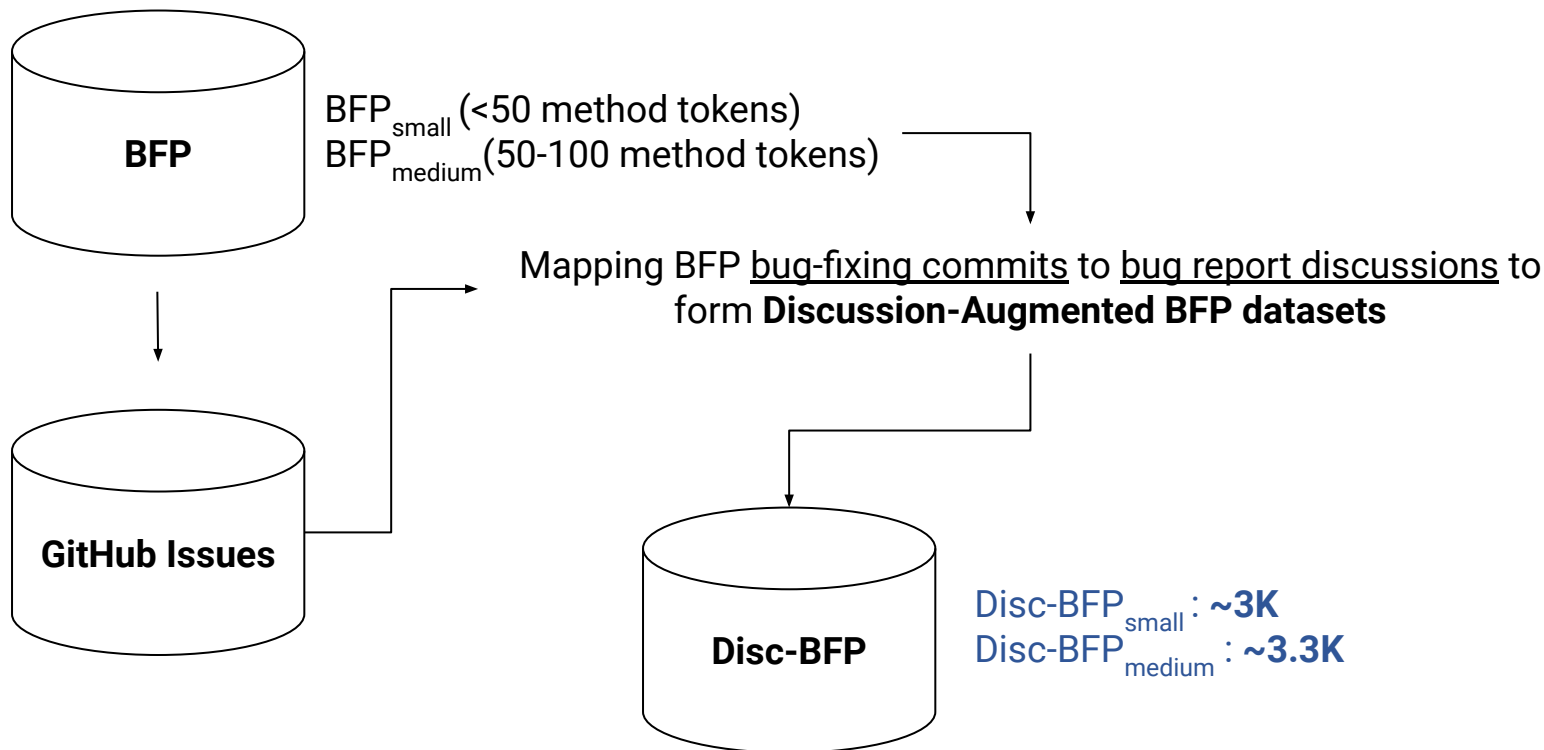 BFP
BFPsmall (<50 method tokens)
BFPmedium(50-100 method tokens)
Mapping BFP bug-fixing commits to bug report discussions to
form Discussion-Augmented BFP datasets
GitHub Issues
Disc-BFP
Disc-BFPsmall : ~3K
Disc-BFPmedium : ~3.3K